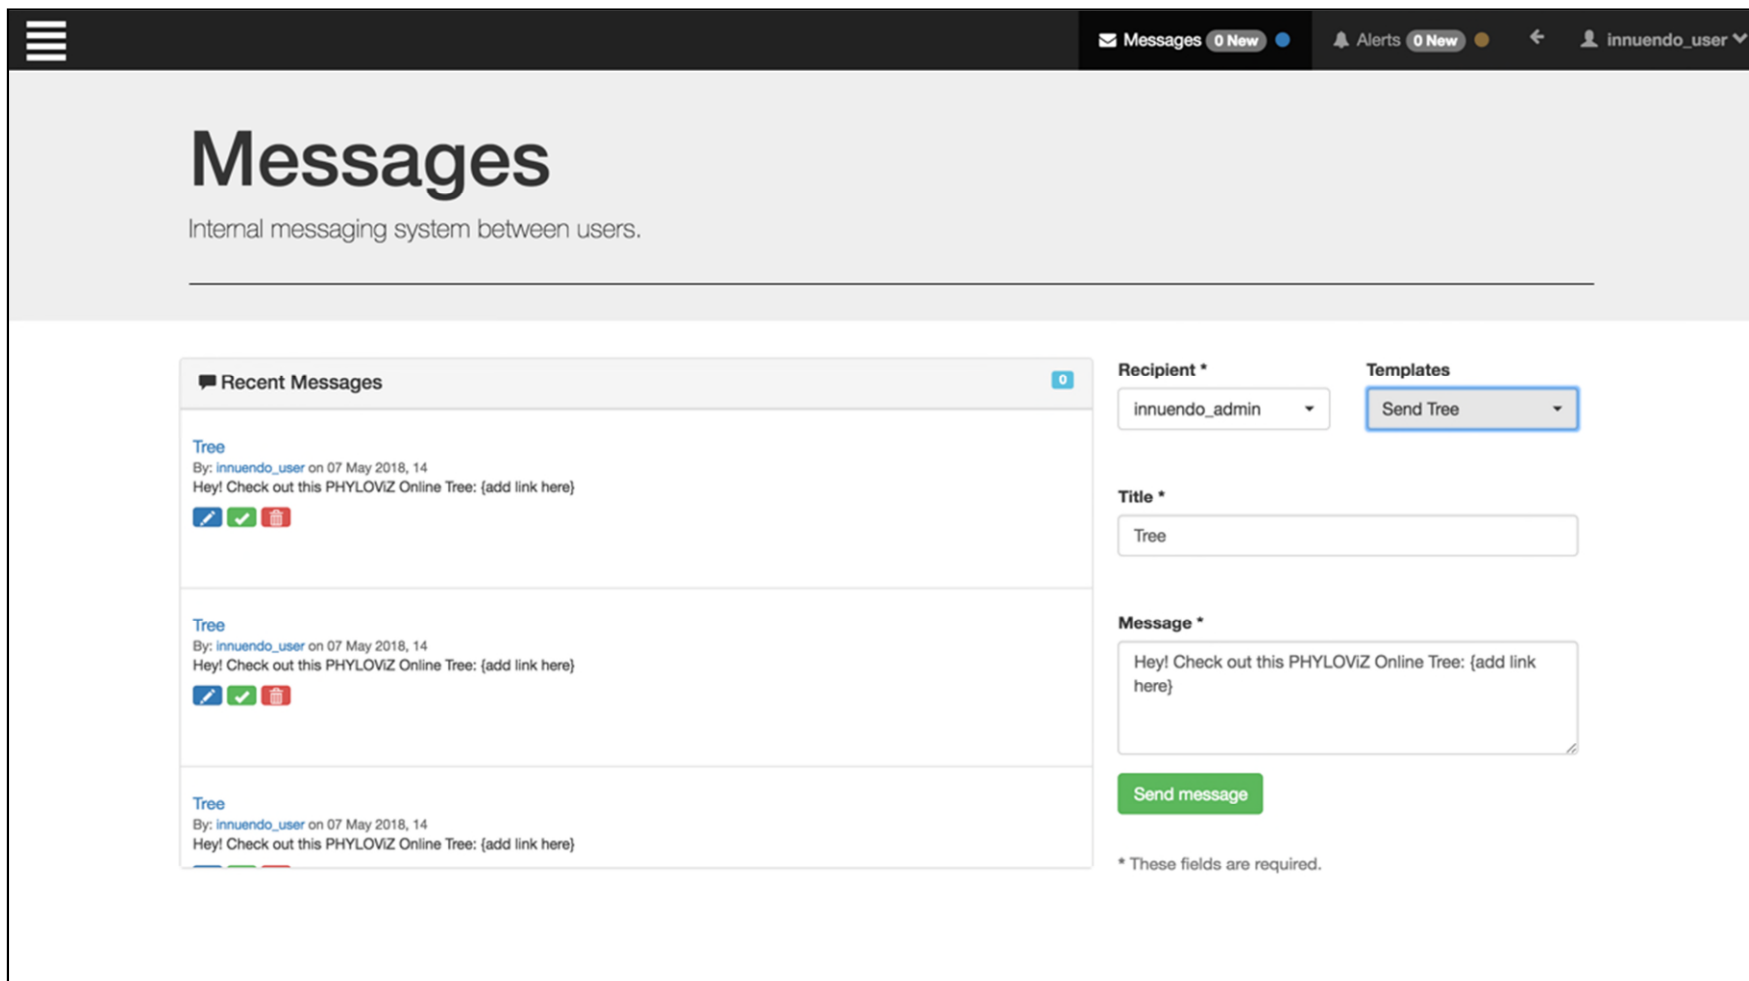 Messages 0 New Alerts 0 New innuendo_user
Messages
Internal messaging system between users.
Recent Messages 0
Tree
By: innuendo_user on 07 May 2018, 14
Hey! Check out this PHYLOViZ Online Tree: {add link here}
Tree
By: innuendo_user on 07 May 2018, 14
Hey! Check out this PHYLOViZ Online Tree: {add link here}
Tree
By: innuendo_user on 07 May 2018, 14
Hey! Check out this PHYLOViZ Online Tree: {add link here}
Recipient * Templates
innuendo_admin Send Tree
Title *
Tree
Message *
Hey! Check out this PHYLOViZ Online Tree: {add link
here}
Send message
* These fields are required.